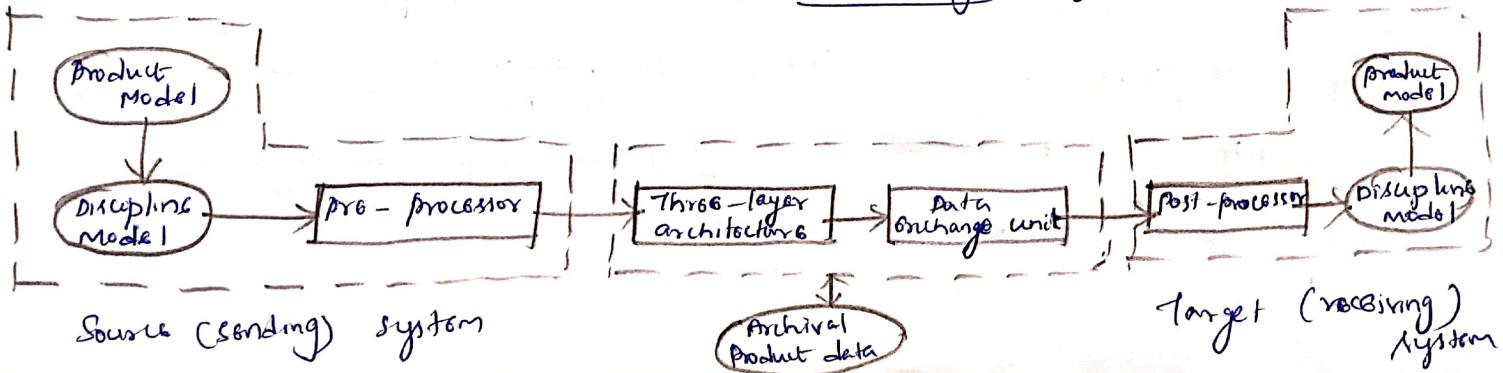 Product
Model
Discipline
Model
Pre-processor
Three-layer
architecture
Data
Exchange unit
Post-processor
Discipline
Model
Product
Model
Source (sending) system
Archival
Product data
Target (receiving)
system